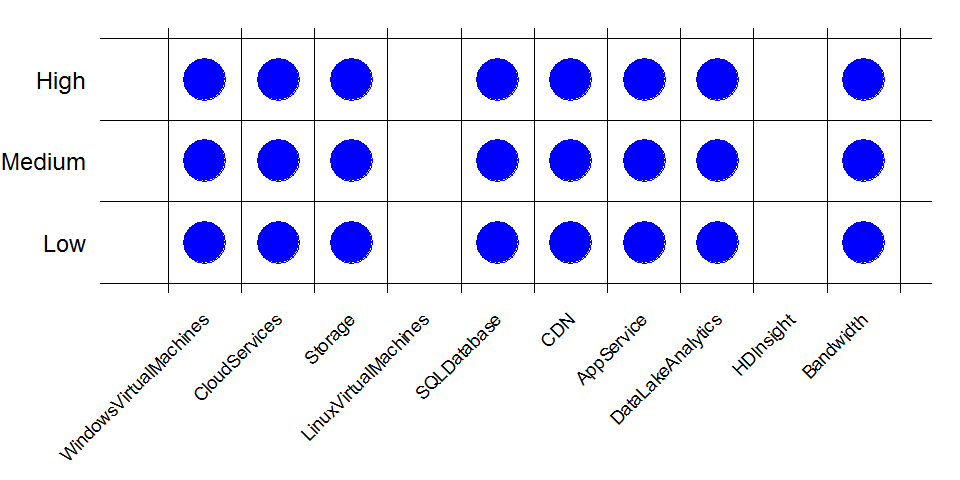 High
Medium
Low
WindowsVirtualMachines
CloudServices
Storage
LinuxVirtualMachines
SQLDatabase
CDN
AppService
DataLakeAnalytics
HDInsight
Bandwidth